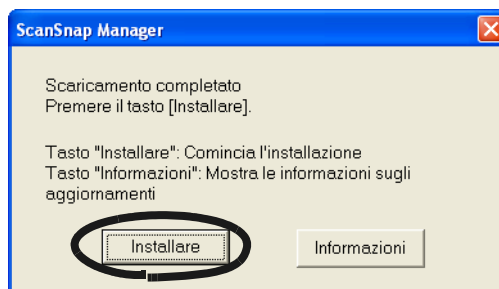 ScanSnap Manager
Scaricamento completato
Premere il tasto [Installare].
Tasto "Installare": Comincia l'installazione
Tasto "Informazioni": Mostra le informazioni sugli
aggiornamenti
Installare
Informazioni